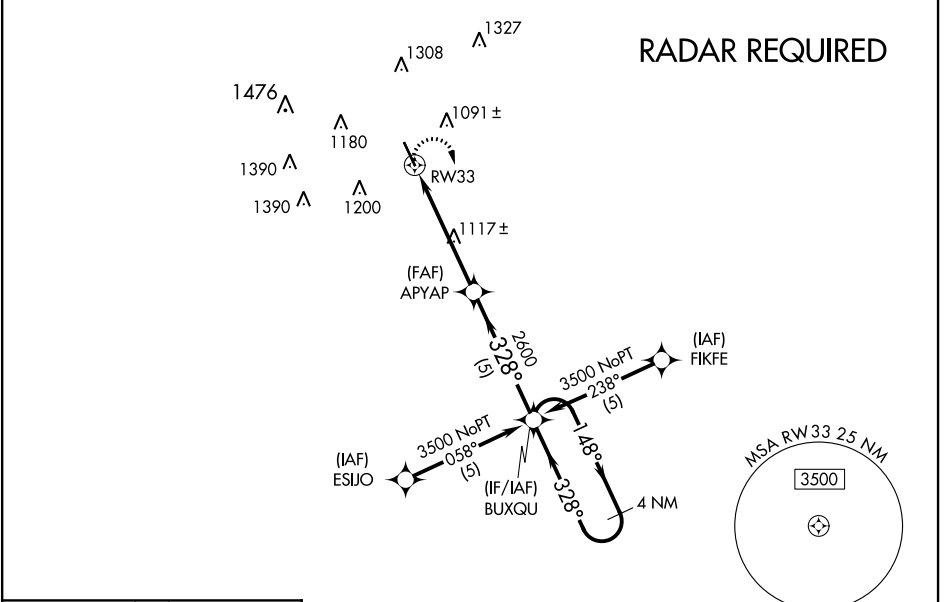 RADAR REQUIRED
1327
1308
1476
1091 ±
1180
1390
RW33
1390
1200
1117 ±
(FAF)
APYAP
2600
328°
(5)
(IAF)
FIKFE
3500 NoPT
238°
(5)
3500 NoPT
058°
(5)
(IAF)
ESIJO
(IF/IAF)
BUXQU
148°
328°
4 NM
MSA RW33 25 NM
3500